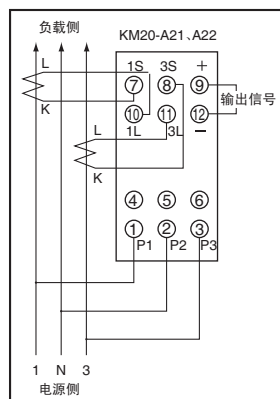 负载侧
KM20-A21、A22
L
1S 3S +
⑦ ⑧ ⑨
K
输出信号
⑩ ⑪ ⑫
L
1L 3L −
K
④ ⑤ ⑥
① ② ③
P1 P2 P3
1 N 3
电源侧